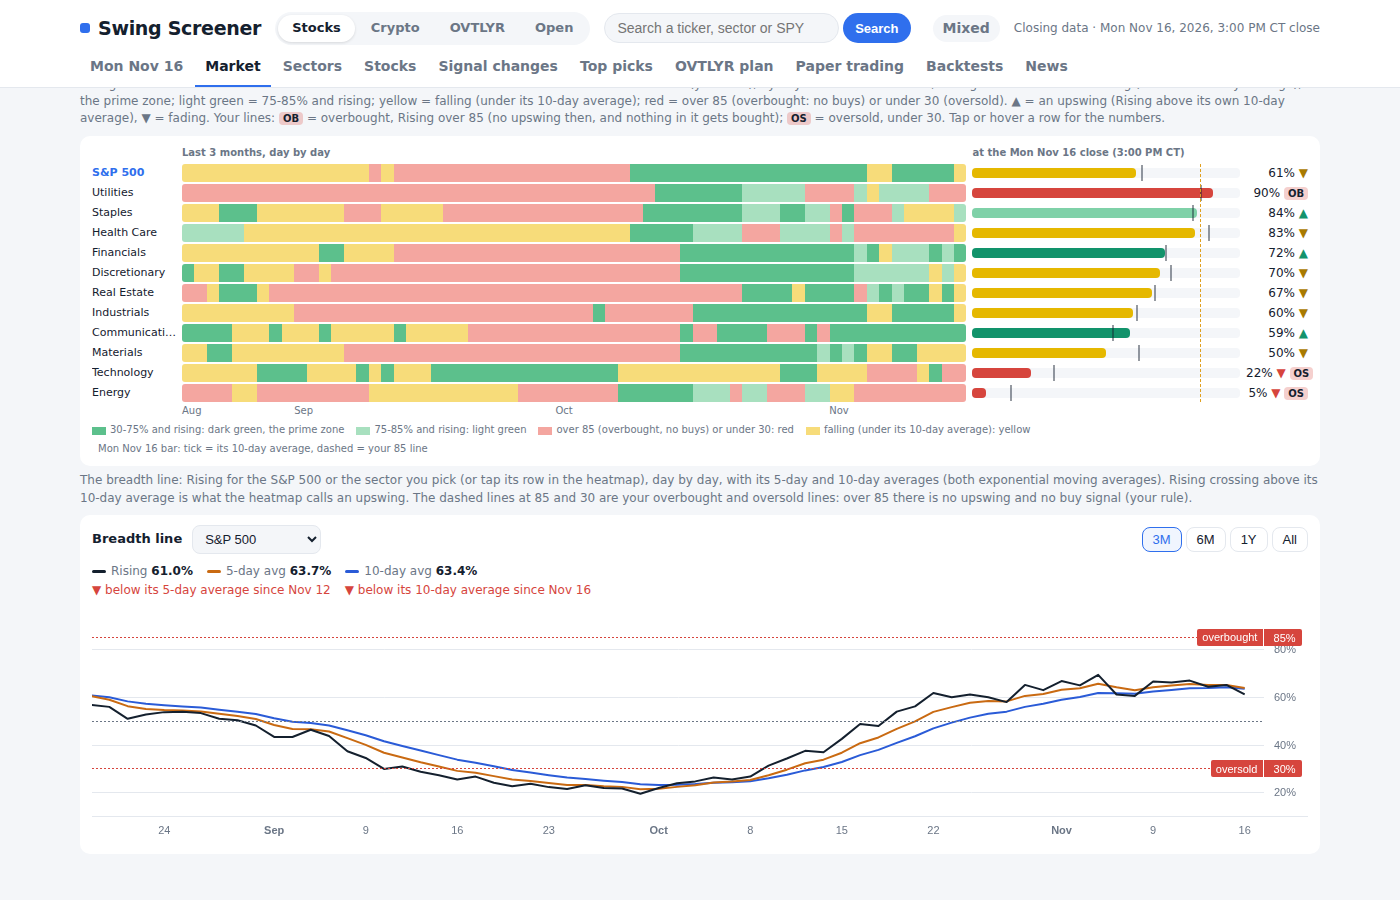 Swing Screener
Stocks Crypto OVTLYR Open
Search a ticker, sector or SPY
Search
Mixed
Closing data · Mon Nov 16, 2026, 3:00 PM CT close
Mon Nov 16 Market Sectors Stocks Signal changes Top picks OVTLYR plan Paper trading Backtests News
the prime zone; light green = 75-85% and rising; yellow = falling (under its 10-day average); red = over 85 (overbought: no buys) or under 30 (oversold). ▲ = an upswing (Rising above its own 10-day
average), ▼ = fading. Your lines: OB = overbought, Rising over 85 (no upswing then, and nothing in it gets bought); OS = oversold, under 30. Tap or hover a row for the numbers.
Last 3 months, day by day
at the Mon Nov 16 close (3:00 PM CT)
S&P 500 61% ▼
Utilities 90% OB
Staples 84% ▲
Health Care 83% ▼
Financials 72% ▲
Discretionary 70% ▼
Real Estate 67% ▼
Industrials 60% ▼
Communicati... 59% ▲
Materials 50% ▼
Technology 22% ▼ OS
Energy 5% ▼ OS
Aug Sep Oct Nov
30-75% and rising: dark green, the prime zone 75-85% and rising: light green over 85 (overbought, no buys) or under 30: red falling (under its 10-day average): yellow
Mon Nov 16 bar: tick = its 10-day average, dashed = your 85 line
The breadth line: Rising for the S&P 500 or the sector you pick (or tap its row in the heatmap), day by day, with its 5-day and 10-day averages (both exponential moving averages). Rising crossing above its
10-day average is what the heatmap calls an upswing. The dashed lines at 85 and 30 are your overbought and oversold lines: over 85 there is no upswing and no buy signal (your rule).
Breadth line S&P 500
3M 6M 1Y All
Rising 61.0% 5-day avg 63.7% 10-day avg 63.4%
▼ below its 5-day average since Nov 12 ▼ below its 10-day average since Nov 16
overbought 85%
80%
60%
40%
oversold 30%
20%
24 Sep 9 16 23 Oct 8 15 22 Nov 9 16